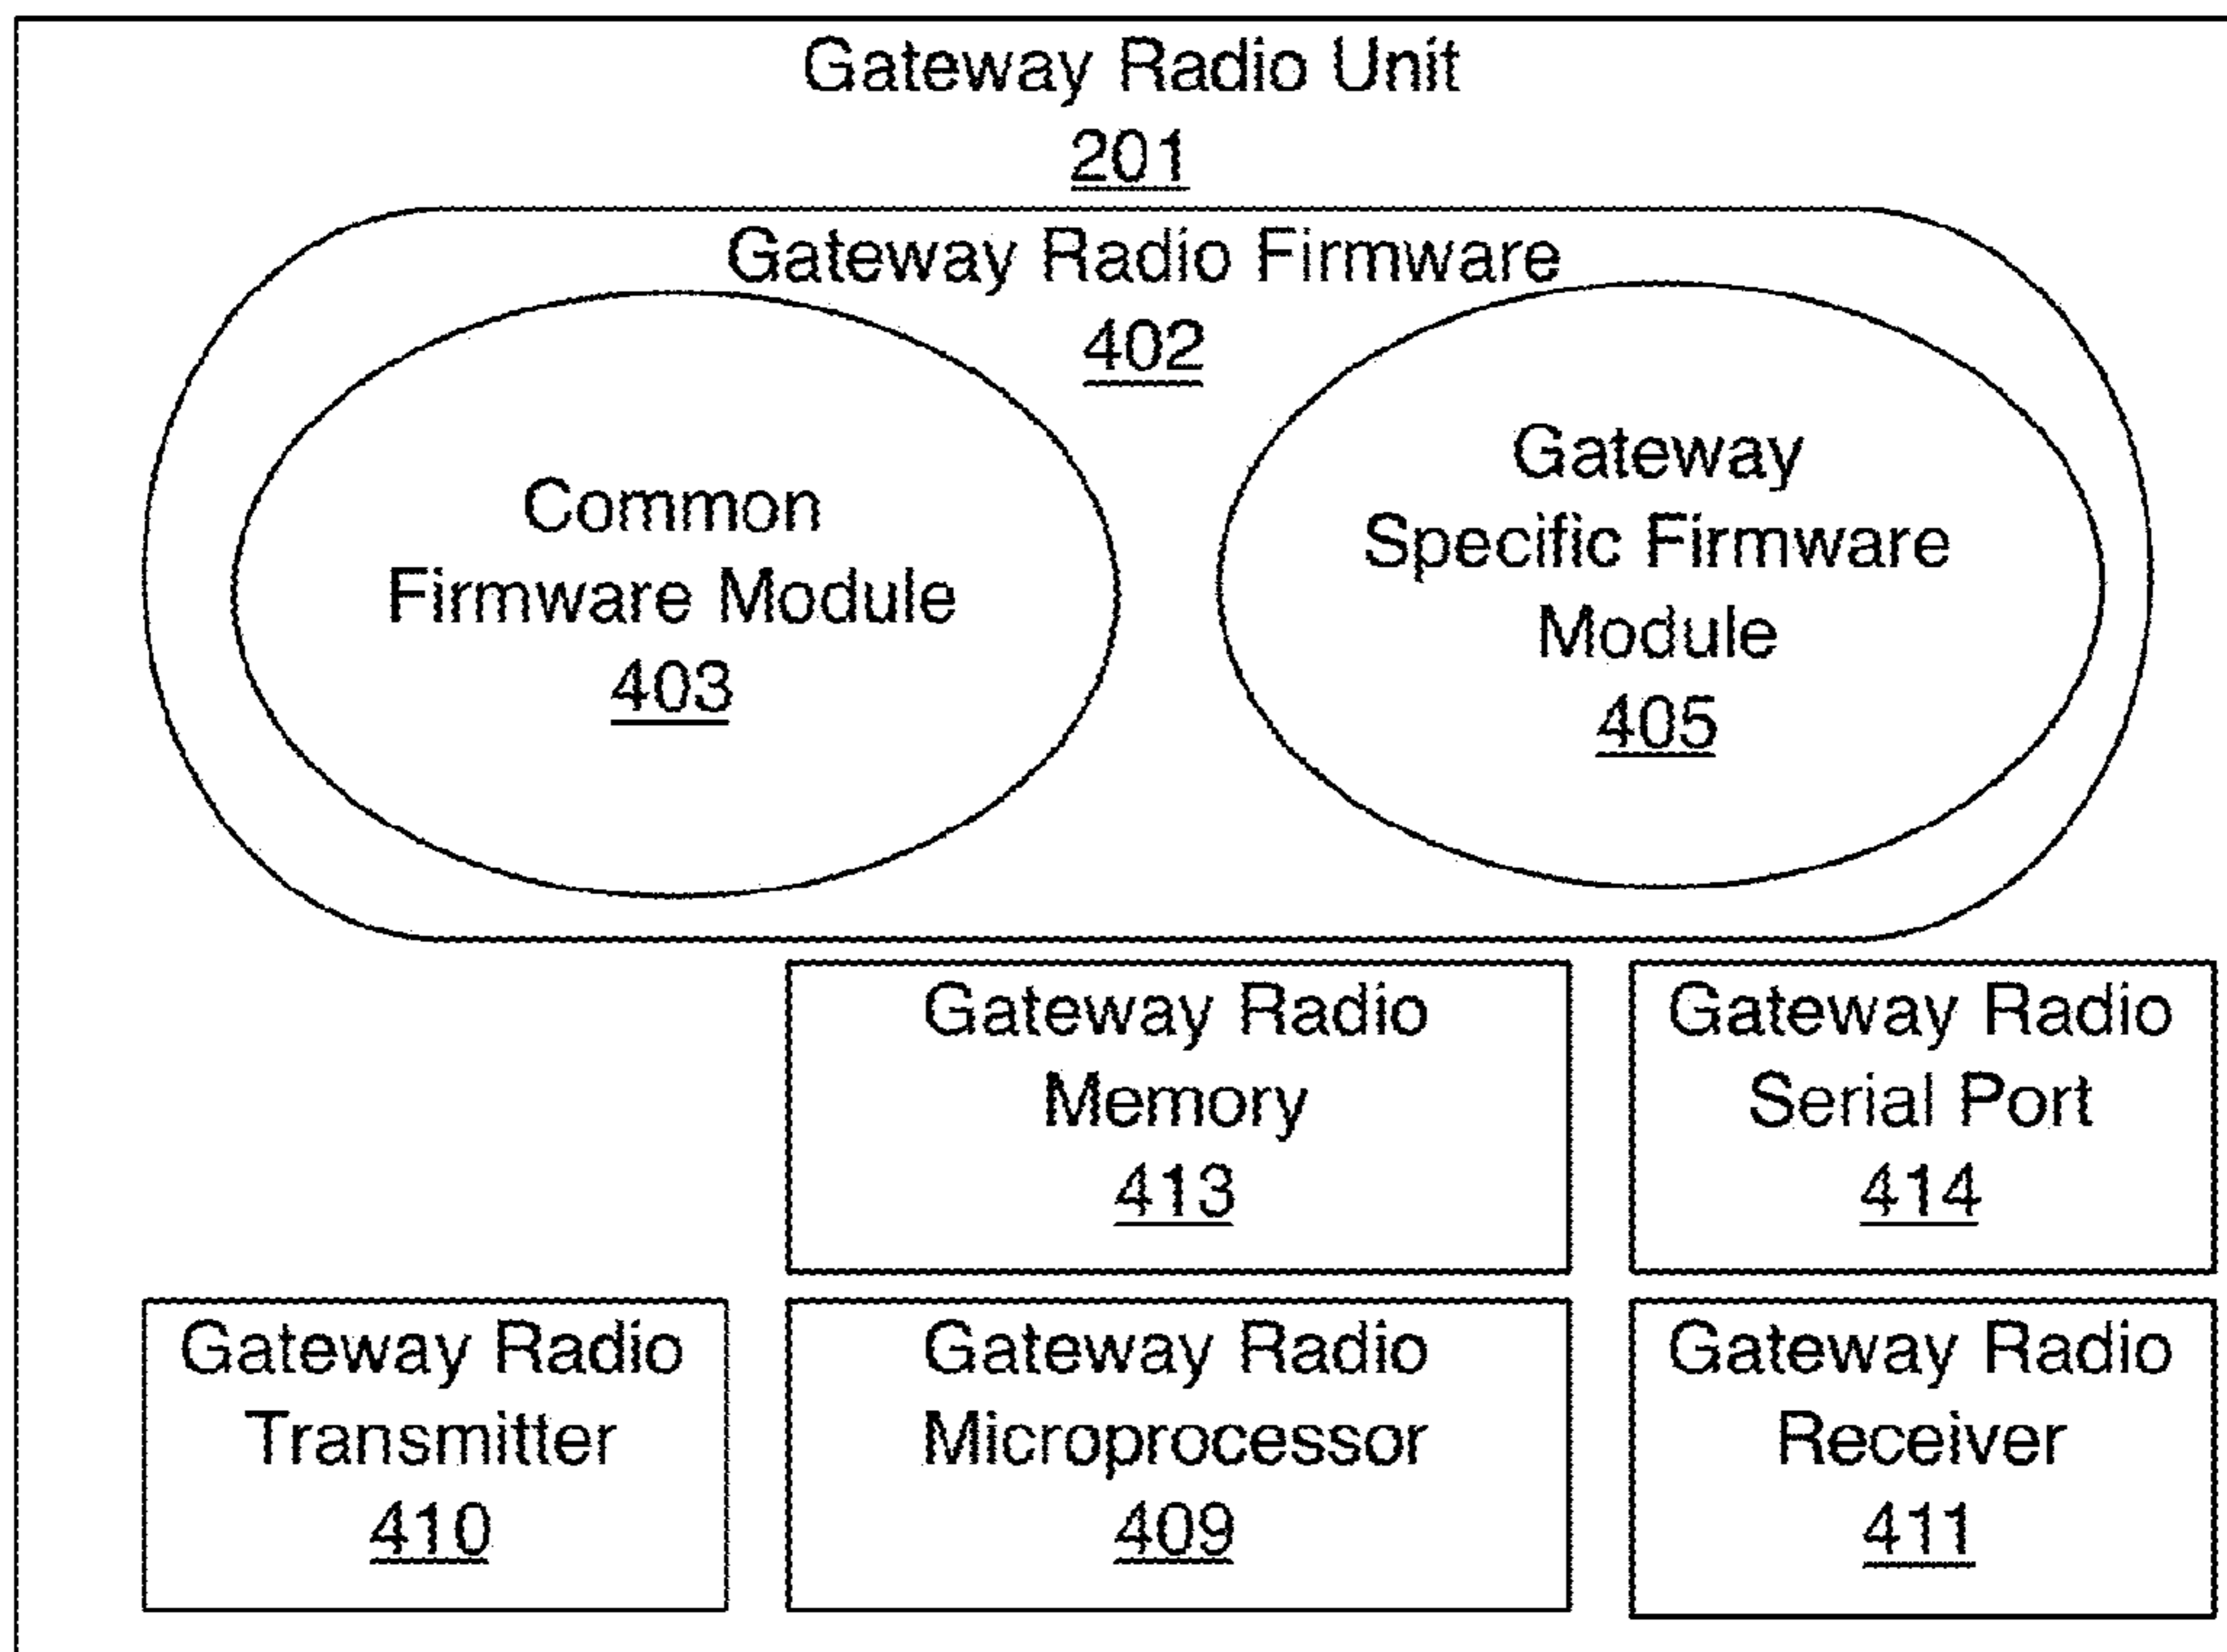 Gateway Radio Unit
201
Gateway Radio Firmware
402
Common
Firmware Module
403
Gateway
Specific Firmware
Module
405
Gateway Radio
Memory
413
Gateway Radio
Serial Port
414
Gateway Radio
Transmitter
410
Gateway Radio
Microprocessor
409
Gateway Radio
Receiver
411